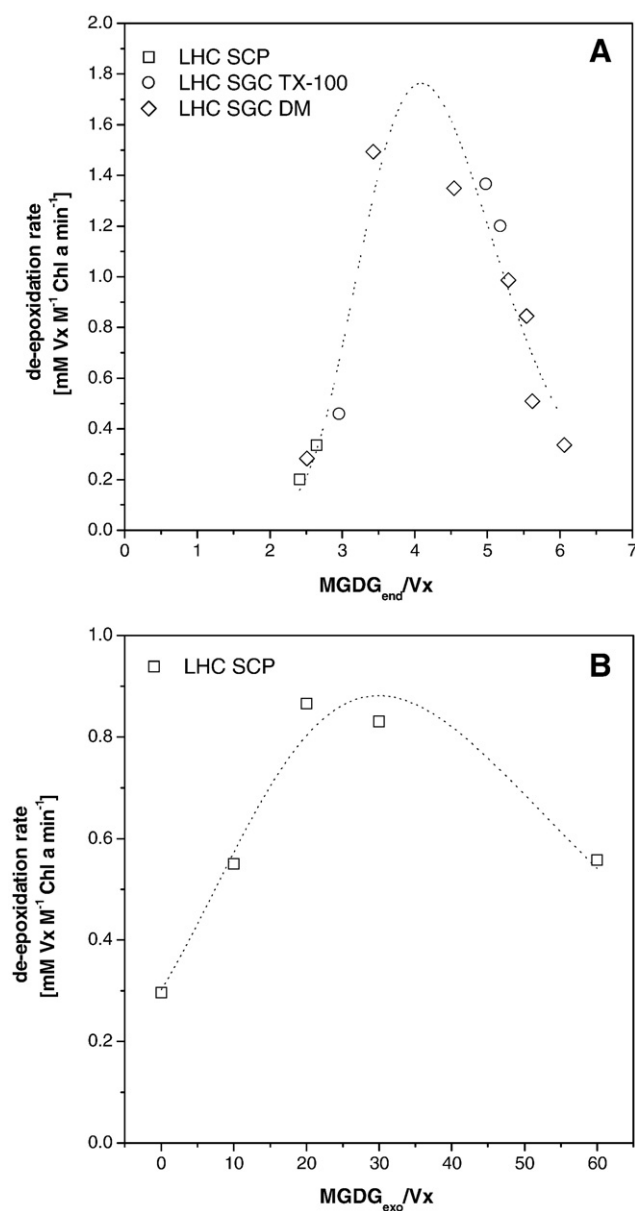 A
LHC SCP
LHC SGC TX-100
LHC SGC DM
2.0
1.8
1.6
1.4
1.2
1.0
0.8
0.6
0.4
0.2
0.0
de-epoxidation rate
[mM Vx M⁻¹ Chl a min⁻¹]
0 1 2 3 4 5 6 7
MGDGₑₙd/Vx
B
LHC SCP
1.0
0.8
0.6
0.4
0.2
0.0
de-epoxidation rate
[mM Vx M⁻¹ Chl a min⁻¹]
0 10 20 30 40 50 60
MGDGₑₓₒ/Vx